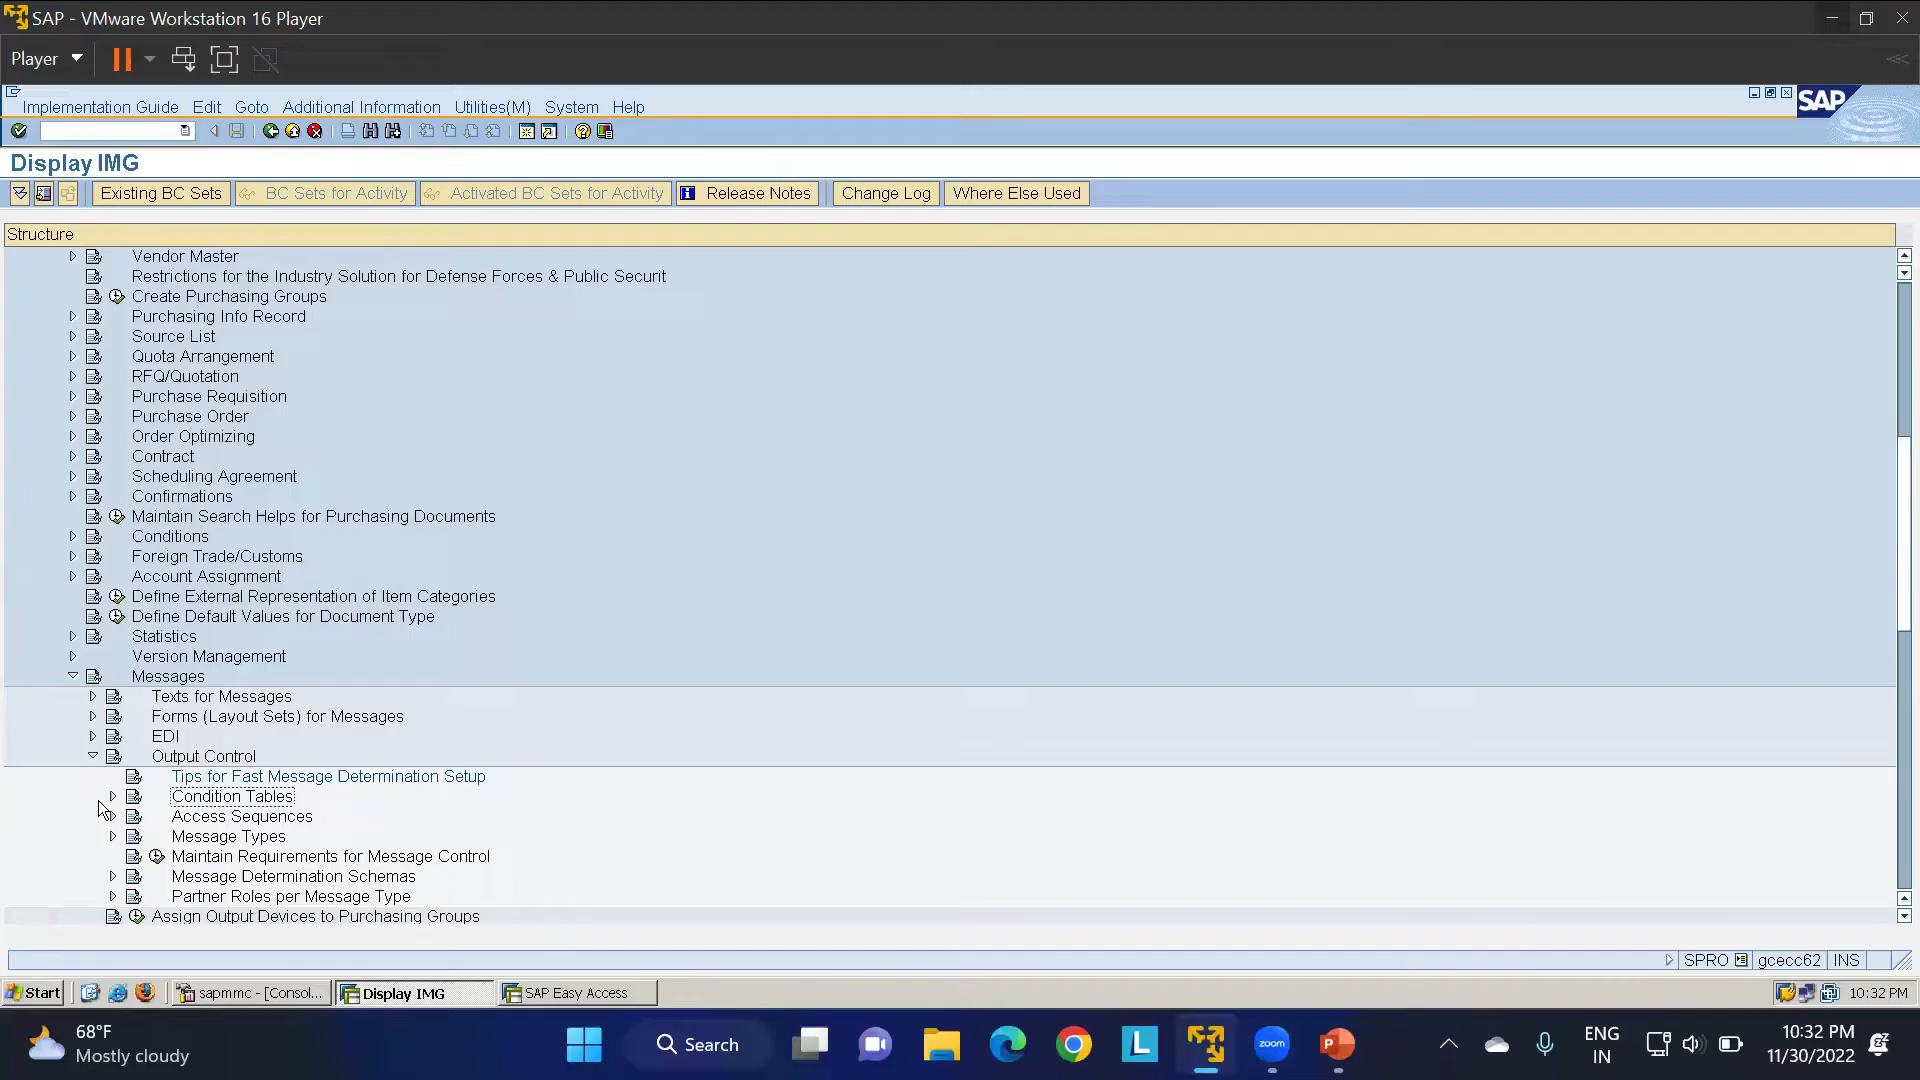 SAP - VMware Workstation 16 Player
Player
Implementation Guide Edit Goto Additional Information Utilities(M) System Help
SAP
Display IMG
Existing BC Sets BC Sets for Activity Activated BC Sets for Activity Release Notes Change Log Where Else Used
Structure
Vendor Master
Restrictions for the Industry Solution for Defense Forces & Public Securit
Create Purchasing Groups
Purchasing Info Record
Source List
Quota Arrangement
RFQ/Quotation
Purchase Requisition
Purchase Order
Order Optimizing
Contract
Scheduling Agreement
Confirmations
Maintain Search Helps for Purchasing Documents
Conditions
Foreign Trade/Customs
Account Assignment
Define External Representation of Item Categories
Define Default Values for Document Type
Statistics
Version Management
Messages
Texts for Messages
Forms (Layout Sets) for Messages
EDI
Output Control
Tips for Fast Message Determination Setup
Condition Tables
Access Sequences
Message Types
Maintain Requirements for Message Control
Message Determination Schemas
Partner Roles per Message Type
Assign Output Devices to Purchasing Groups
SPRO gcecc62 INS
Start sapmmc - [Consol... Display IMG SAP Easy Access 10:32 PM
68°F
Mostly cloudy
Search
L
zoom
P
ENG
IN
10:32 PM
11/30/2022